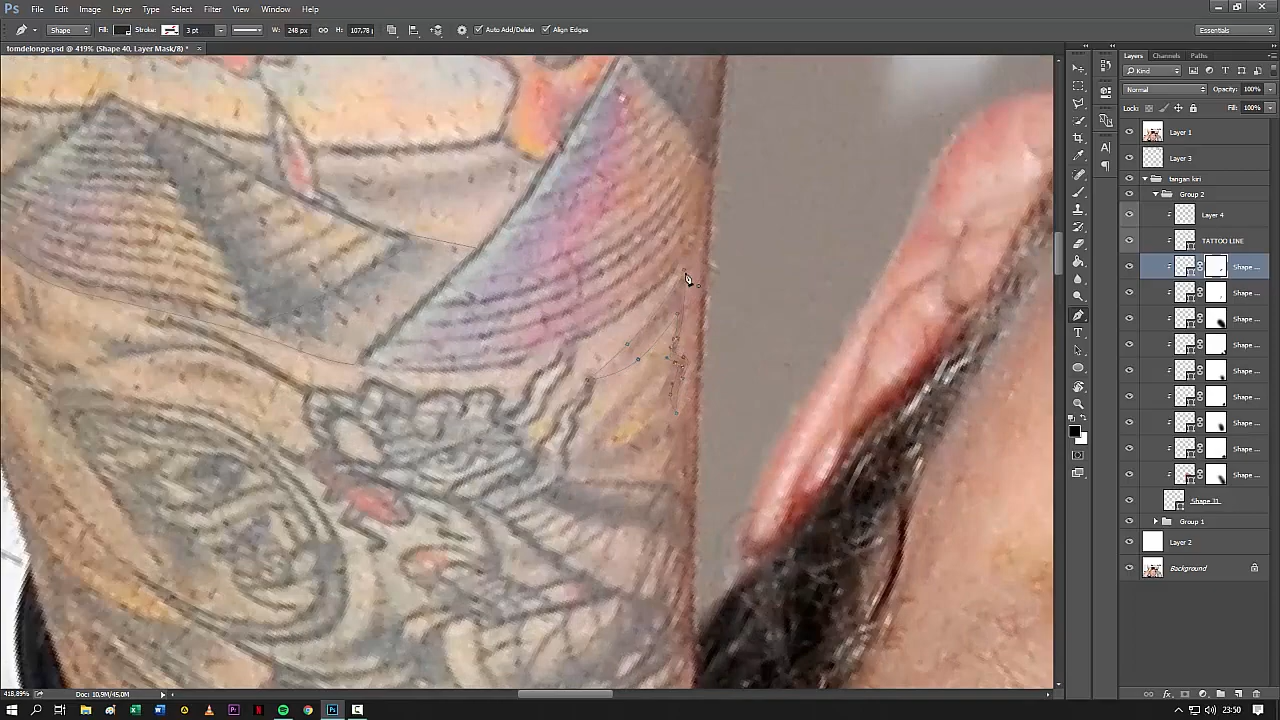 Ps File Edit Image Layer Type Select Filter View Window Help
Shape Fill: Stroke: 3 pt W: 248 px H: 107,78 Auto Add/Delete Align Edges Essentials
tomdelonge.psd @ 419% (Shape 40, Layer Mask/8) * ×
Layers Channels Paths
Kind
Normal Opacity: 100%
Lock: Fill: 100%
Layer 1
Layer 3
tangan kiri
Group 2
Layer 4
TATTOO LINE
Shape ...
Shape ...
Shape ...
Shape ...
Shape ...
Shape ...
Shape ...
Shape ...
Shape ...
Shape 31
Group 1
Layer 2
Background
418,89% Doc: 10,9M/45,0M
23:50